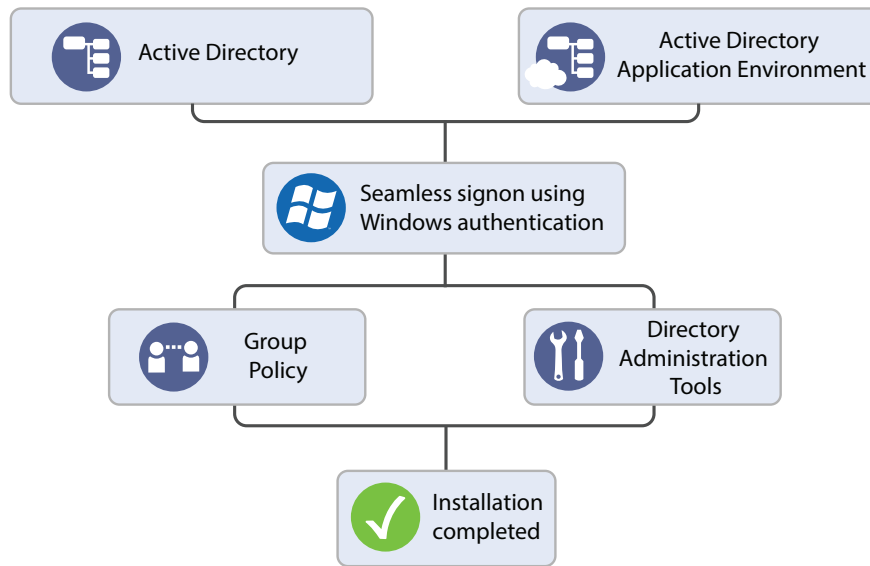 Active Directory
Active Directory
Application Environment
Seamless signon using
Windows authentication
Group
Policy
Directory
Administration
Tools
Installation
completed